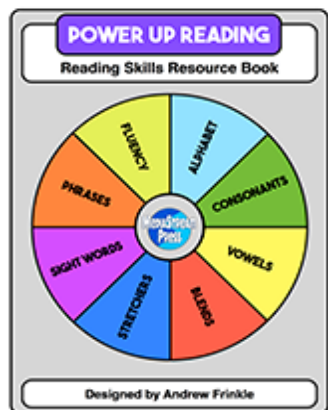 POWER UP READING
Reading Skills Resource Book
ALPHABET
CONSONANTS
VOWELS
BLENDS
STRETCHERS
SIGHT WORDS
PHRASES
FLUENCY
Designed by Andrew Frinkle